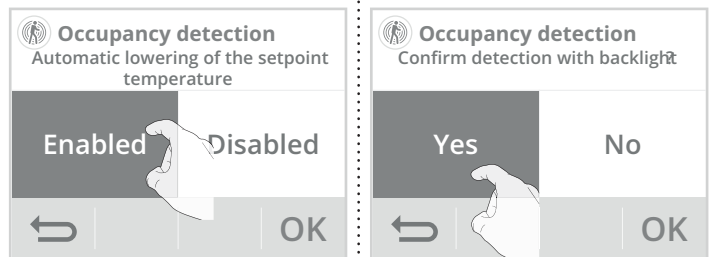 Occupancy detection
Automatic lowering of the setpoint
temperature
Enabled
Disabled
OK
Occupancy detection
Confirm detection with backlight?
Yes
No
OK